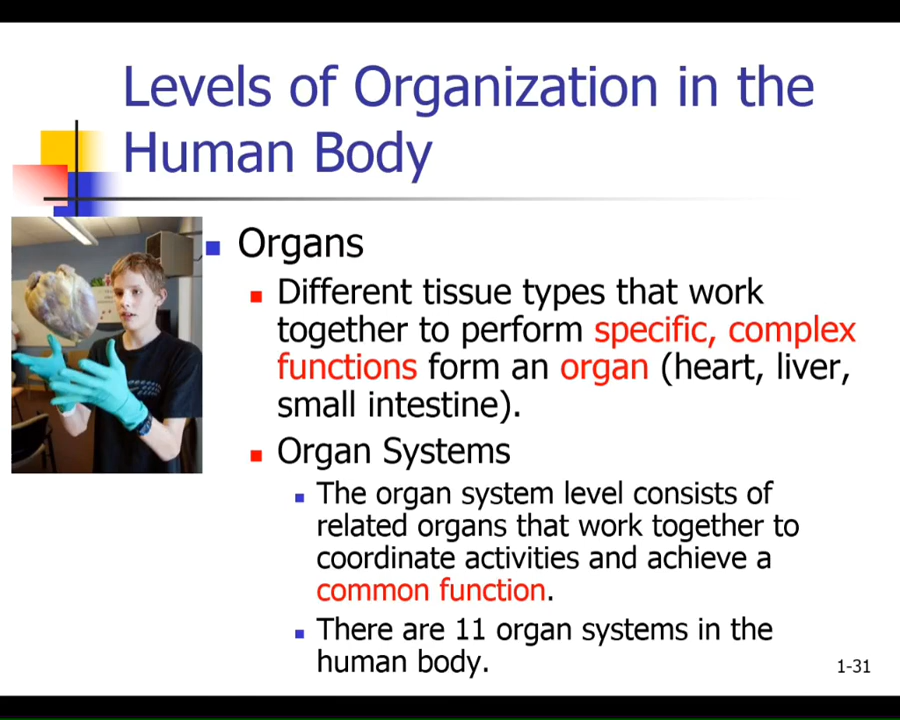 Levels of Organization in the
Human Body
Organs
Different tissue types that work
together to perform specific, complex
functions form an organ (heart, liver,
small intestine).
Organ Systems
The organ system level consists of
related organs that work together to
coordinate activities and achieve a
common function.
There are 11 organ systems in the
human body.
1-31